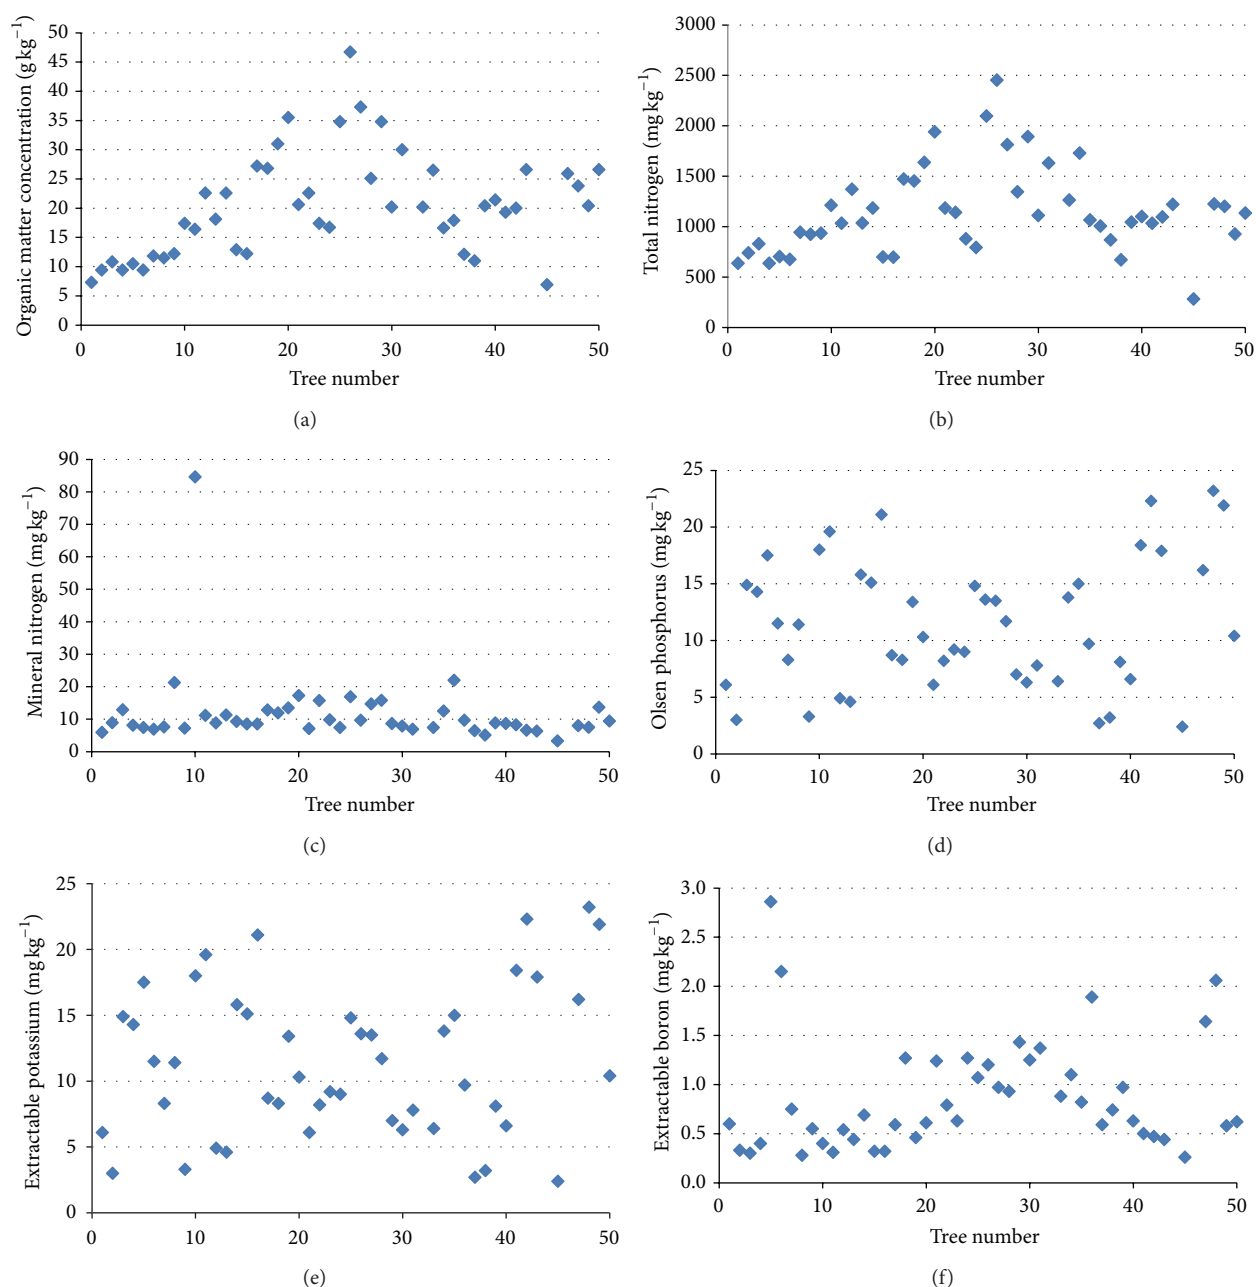 Organic matter concentration (g kg⁻¹)
50
45
40
35
30
25
20
15
10
5
0
0 10 20 30 40 50
Tree number
(a)
Total nitrogen (mg kg⁻¹)
3000
2500
2000
1500
1000
500
0
0 10 20 30 40 50
Tree number
(b)
Mineral nitrogen (mg kg⁻¹)
90
80
70
60
50
40
30
20
10
0
0 10 20 30 40 50
Tree number
(c)
Olsen phosphorus (mg kg⁻¹)
25
20
15
10
5
0
0 10 20 30 40 50
Tree number
(d)
Extractable potassium (mg kg⁻¹)
25
20
15
10
5
0
0 10 20 30 40 50
(e)
Extractable boron (mg kg⁻¹)
3.0
2.5
2.0
1.5
1.0
0.5
0.0
0 10 20 30 40 50
Tree number
(f)